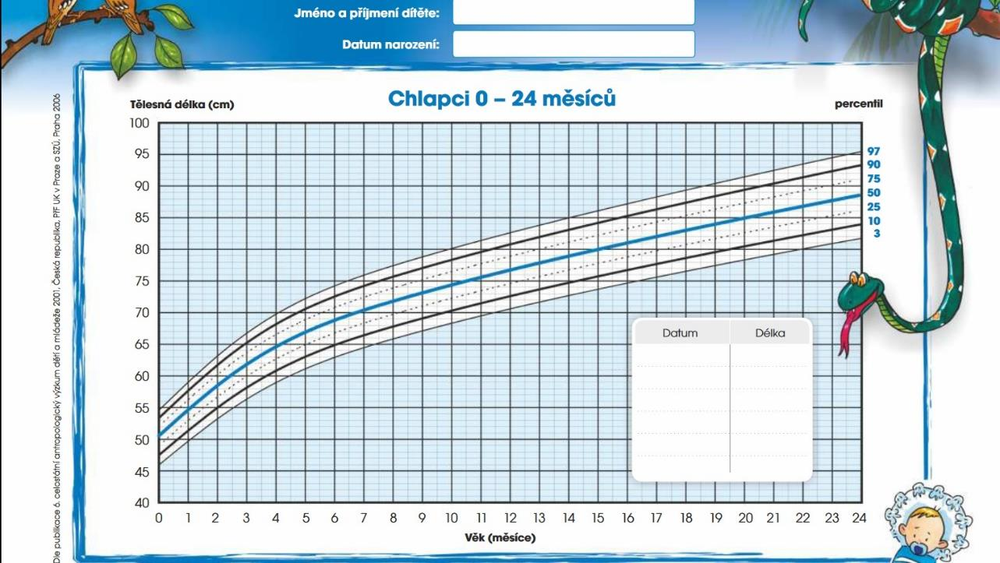 Jméno a příjmení dítěte:
Datum narození:
Chlapci 0 – 24 měsíců
Tělesná délka (cm)
percentil
100
95
90
85
80
75
70
65
60
55
50
45
40
97
90
75
50
25
10
3
Datum Délka
0 1 2 3 4 5 6 7 8 9 10 11 12 13 14 15 16 17 18 19 20 21 22 23 24
Věk (měsíce)
Dle publikace 6. celostátní antropologický výzkum dětí a mládeže 2001, Česká republika, PřF UK v Praze a SZÚ, Praha 2006